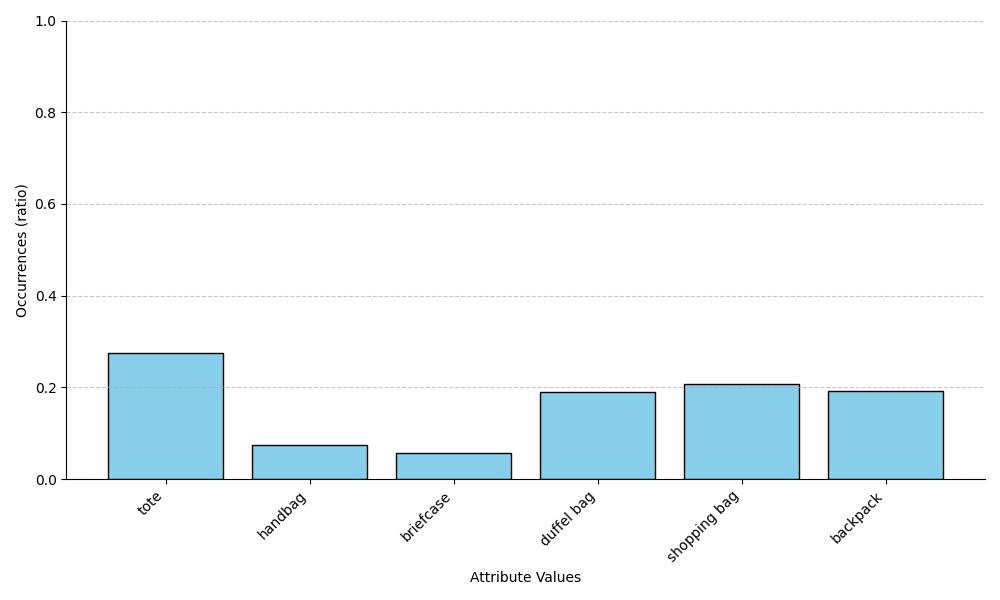 1.0
0.8
0.6
0.4
0.2
0.0
Occurrences (ratio)
tote
handbag
briefcase
duffel bag
shopping bag
backpack
Attribute Values